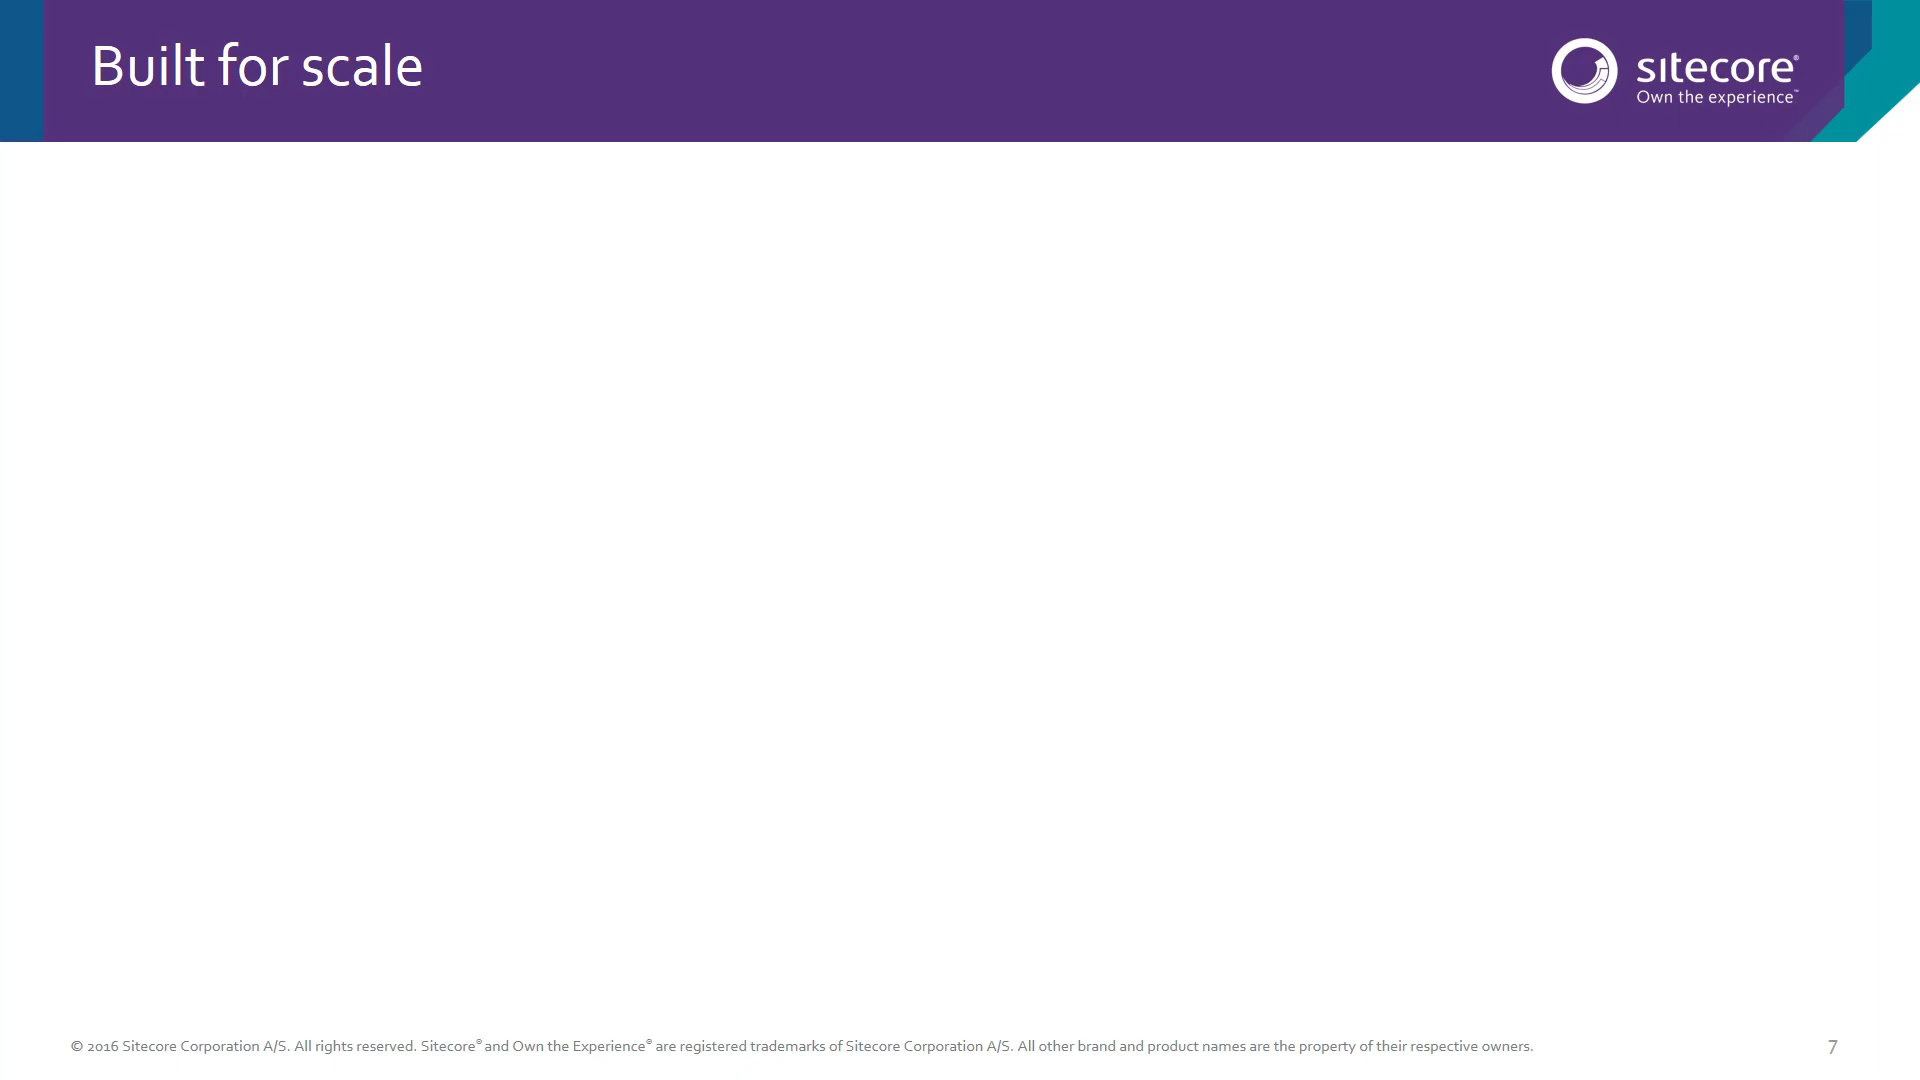 Built for scale
sitecore®
Own the experience™
© 2016 Sitecore Corporation A/S. All rights reserved. Sitecore® and Own the Experience® are registered trademarks of Sitecore Corporation A/S. All other brand and product names are the property of their respective owners.
7